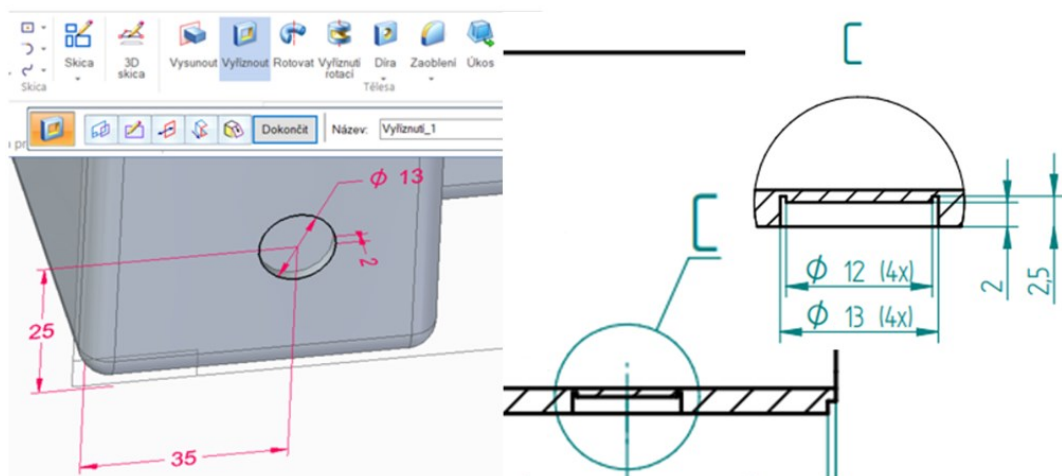 Skica
3D
skica
Vysunout
Vyříznout
Rotovat
Vyříznutí
rotací
Díra
Zaoblení
Úkos
Skica
Tělesa
Dokončit
Název:
Vyříznutí_1
Φ 13
2
25
35
C
C
Φ 12 (4x)
Φ 13 (4x)
2
2,5